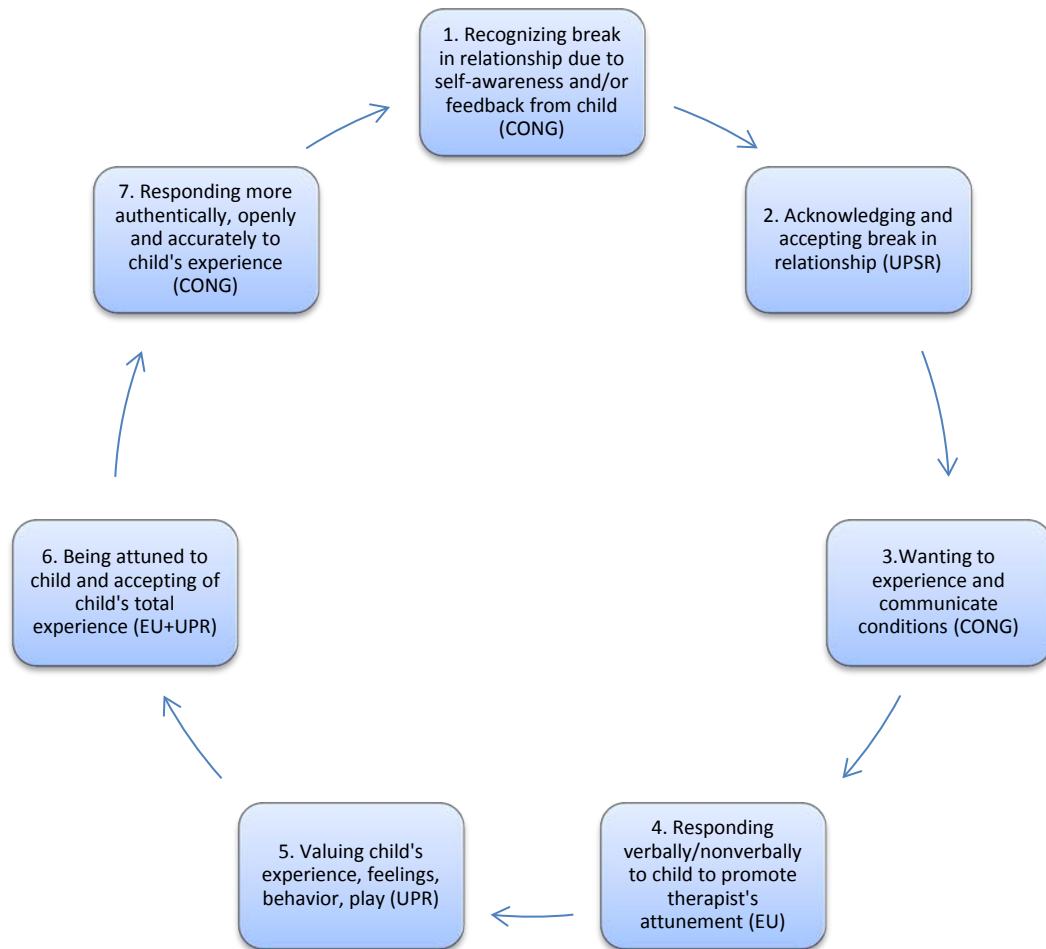 1. Recognizing break
in relationship due to
self-awareness and/or
feedback from child
(CONG)
2. Acknowledging and
accepting break in
relationship (UPSR)
3.Wanting to
experience and
communicate
conditions (CONG)
4. Responding
verbally/nonverbally
to child to promote
therapist's
attunement (EU)
5. Valuing child's
experience, feelings,
behavior, play (UPR)
6. Being attuned to
child and accepting of
child's total
experience (EU+UPR)
7. Responding more
authentically, openly
and accurately to
child's experience
(CONG)